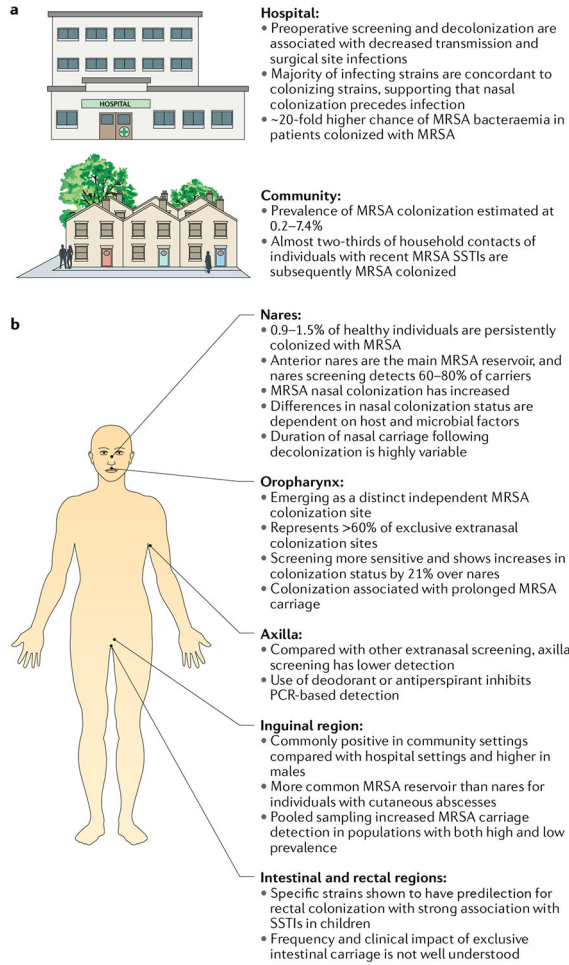 a
HOSPITAL
Hospital:
• Preoperative screening and decolonization are
associated with decreased transmission and
surgical site infections
• Majority of infecting strains are concordant to
colonizing strains, supporting that nasal
colonization precedes infection
• ~20-fold higher chance of MRSA bacteraemia in
patients colonized with MRSA
Community:
• Prevalence of MRSA colonization estimated at
0.2–7.4%
• Almost two-thirds of household contacts of
individuals with recent MRSA SSTIs are
subsequently MRSA colonized
b
Nares:
• 0.9–1.5% of healthy individuals are persistently
colonized with MRSA
• Anterior nares are the main MRSA reservoir, and
nares screening detects 60–80% of carriers
• MRSA nasal colonization has increased
• Differences in nasal colonization status are
dependent on host and microbial factors
• Duration of nasal carriage following
decolonization is highly variable
Oropharynx:
• Emerging as a distinct independent MRSA
colonization site
• Represents >60% of exclusive extranasal
colonization sites
• Screening more sensitive and shows increases in
colonization status by 21% over nares
• Colonization associated with prolonged MRSA
carriage
Axilla:
• Compared with other extranasal screening, axilla
screening has lower detection
• Use of deodorant or antiperspirant inhibits
PCR-based detection
Inguinal region:
• Commonly positive in community settings
compared with hospital settings and higher in
males
• More common MRSA reservoir than nares for
individuals with cutaneous abscesses
• Pooled sampling increased MRSA carriage
detection in populations with both high and low
prevalence
Intestinal and rectal regions:
• Specific strains shown to have predilection for
rectal colonization with strong association with
SSTIs in children
• Frequency and clinical impact of exclusive
intestinal carriage is not well understood